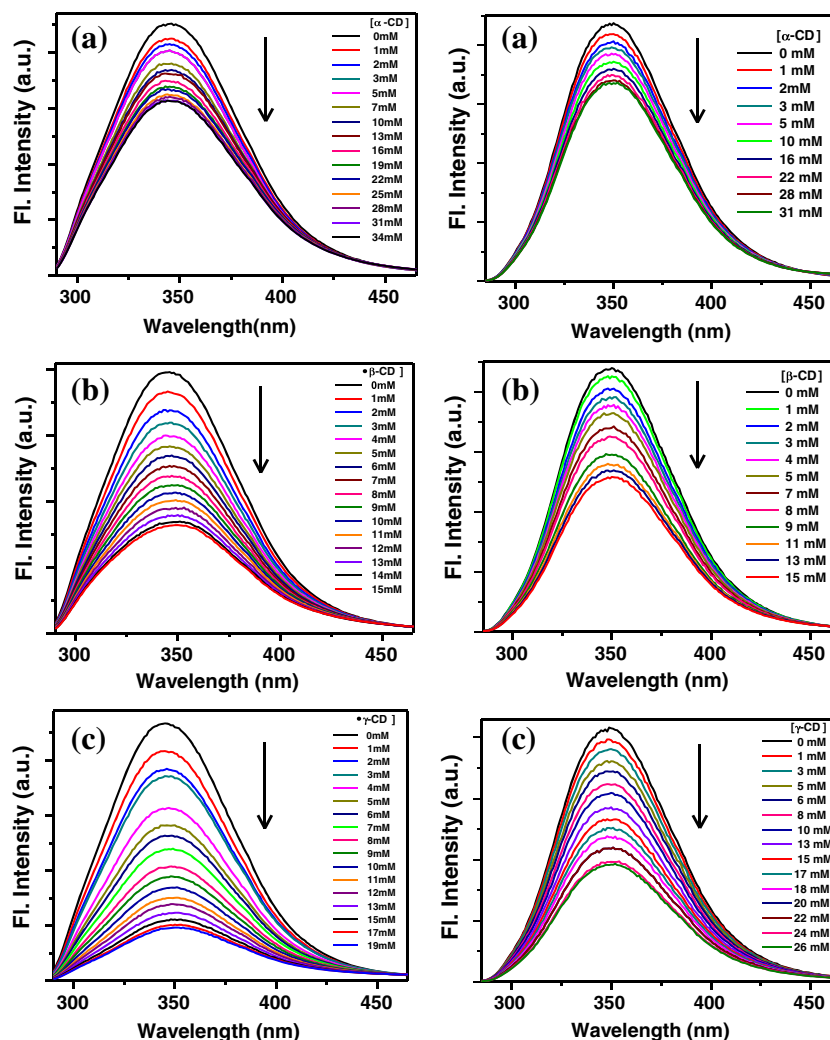 (a)
[α-CD]
0mM
1mM
2mM
3mM
5mM
7mM
10mM
13mM
16mM
19mM
22mM
25mM
28mM
31mM
34mM
Fl. Intensity (a.u.)
300 350 400 450
Wavelength(nm)
(a)
[α-CD]
0 mM
1 mM
2mM
3 mM
5 mM
10 mM
16 mM
22 mM
28 mM
31 mM
Fl. Intensity (a.u.)
300 350 400 450
Wavelength (nm)
(b)
•β-CD]
0mM
1mM
2mM
3mM
4mM
5mM
6mM
7mM
8mM
9mM
10mM
11mM
12mM
13mM
14mM
15mM
Fl. Intensity (a.u.)
300 350 400 450
Wavelength (nm)
(b)
[β-CD]
0 mM
1 mM
2 mM
3 mM
4 mM
5 mM
7 mM
8 mM
9 mM
11 mM
13 mM
15 mM
Fl. Intensity (a.u.)
300 350 400 450
Wavelength (nm)
(c)
•γ-CD]
0mM
1mM
2mM
3mM
4mM
5mM
6mM
7mM
8mM
9mM
10mM
11mM
12mM
13mM
15mM
17mM
19mM
Fl. Intensity (a.u.)
300 350 400 450
Wavelength (nm)
(c)
[γ-CD]
0 mM
1 mM
3 mM
5 mM
6 mM
8 mM
10 mM
13 mM
15 mM
17 mM
18 mM
20 mM
22 mM
24 mM
26 mM
Fl. Intensity (a.u.)
300 350 400 450
Wavelength (nm)